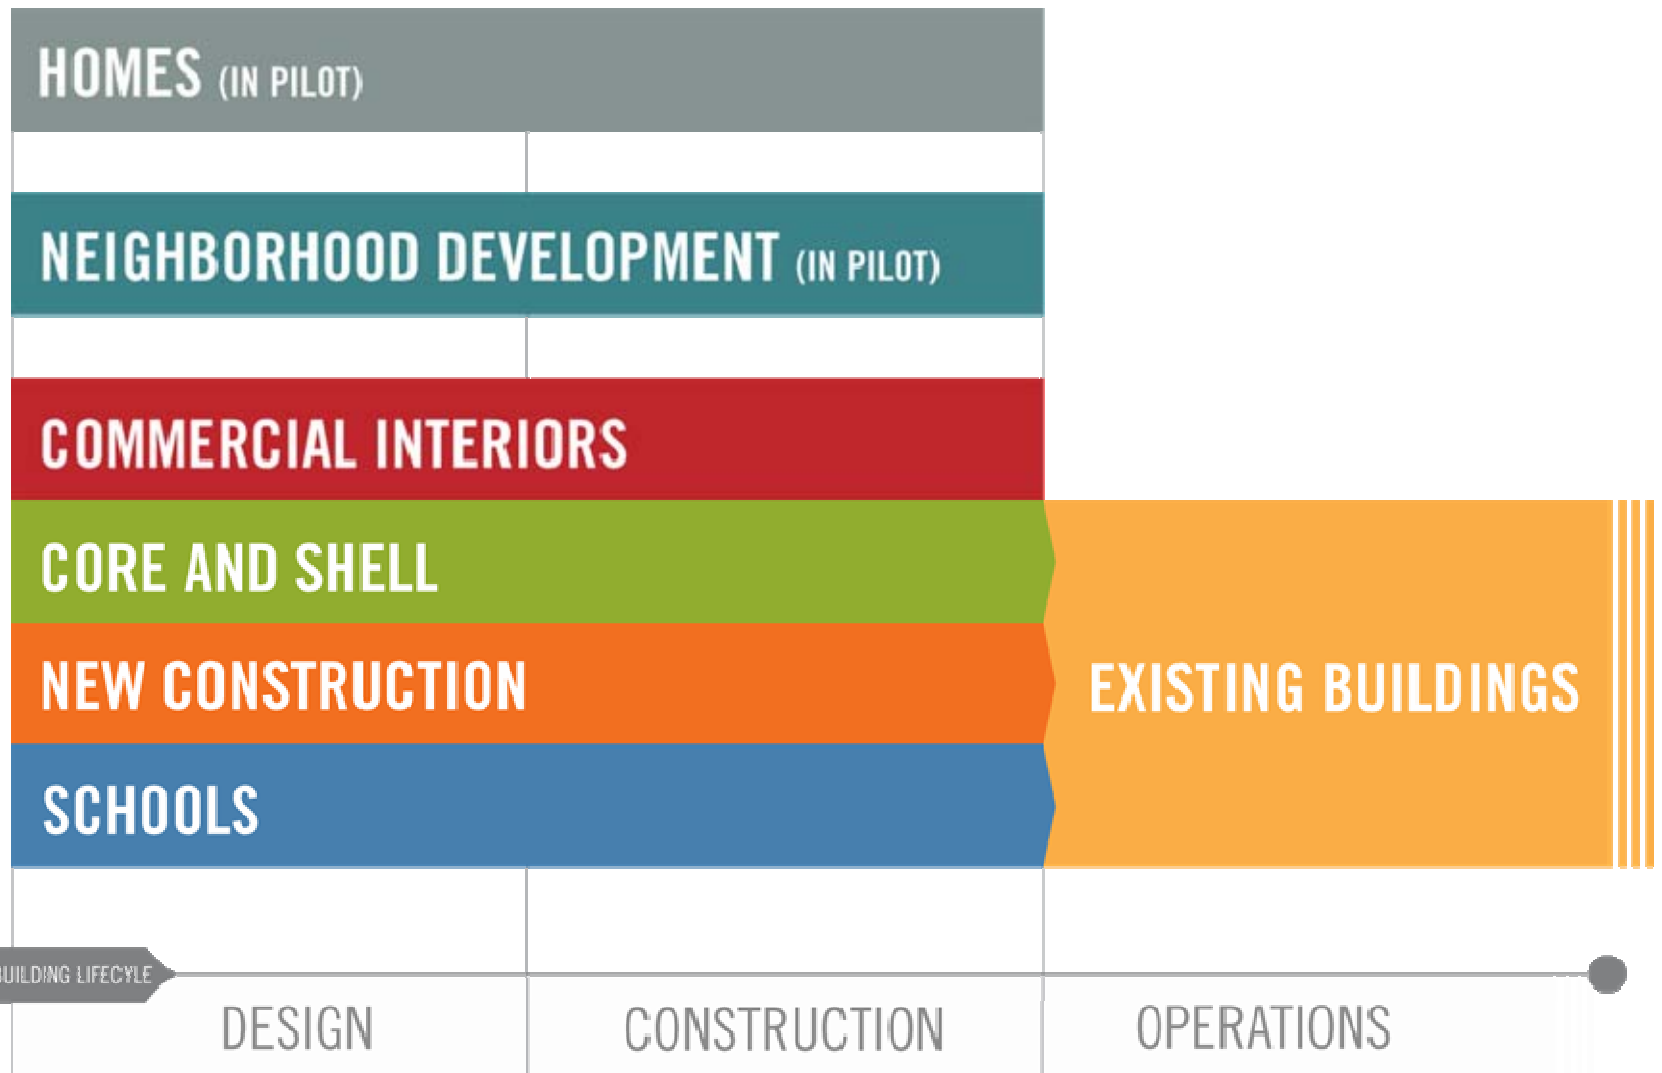 HOMES (IN PILOT)
NEIGHBORHOOD DEVELOPMENT (IN PILOT)
COMMERCIAL INTERIORS
CORE AND SHELL
NEW CONSTRUCTION
EXISTING BUILDINGS
SCHOOLS
BUILDING LIFECYLE
DESIGN
CONSTRUCTION
OPERATIONS